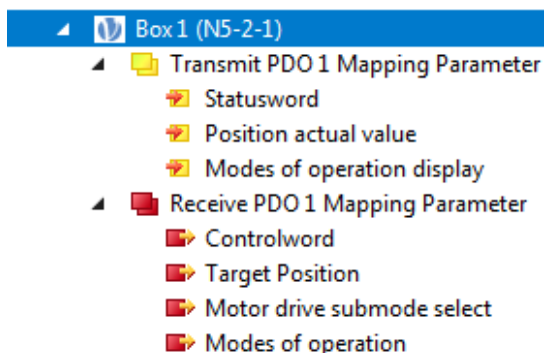 Box 1 (N5-2-1)
Transmit PDO 1 Mapping Parameter
Statusword
Position actual value
Modes of operation display
Receive PDO 1 Mapping Parameter
Controlword
Target Position
Motor drive submode select
Modes of operation